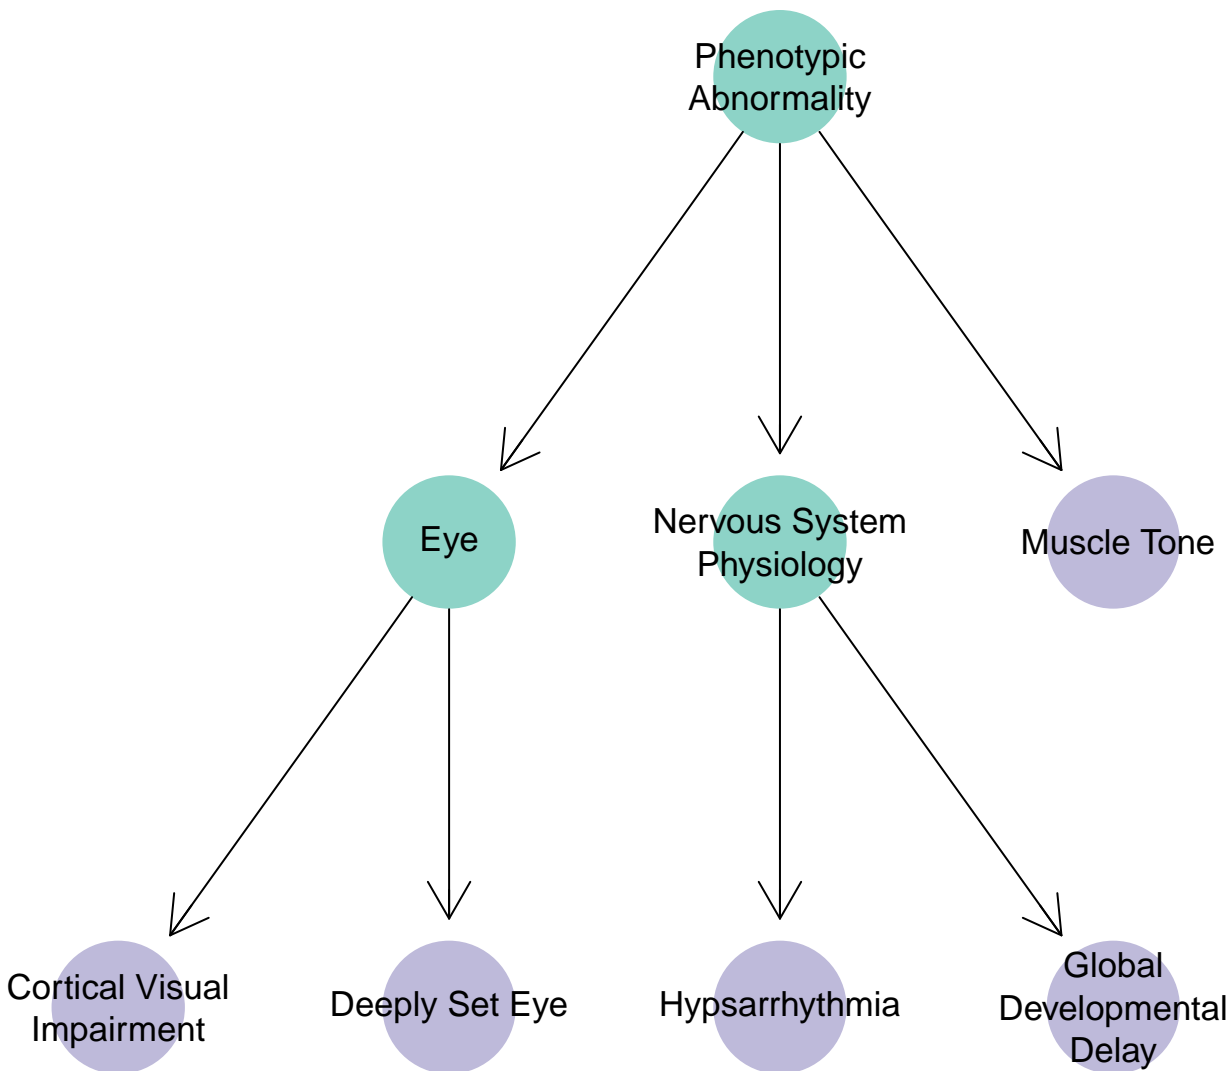 Phenotypic
Abnormality
Eye
Nervous System
Physiology
Muscle Tone
Cortical Visual
Impairment
Deeply Set Eye
Hypsarrhythmia
Global
Developmental
Delay